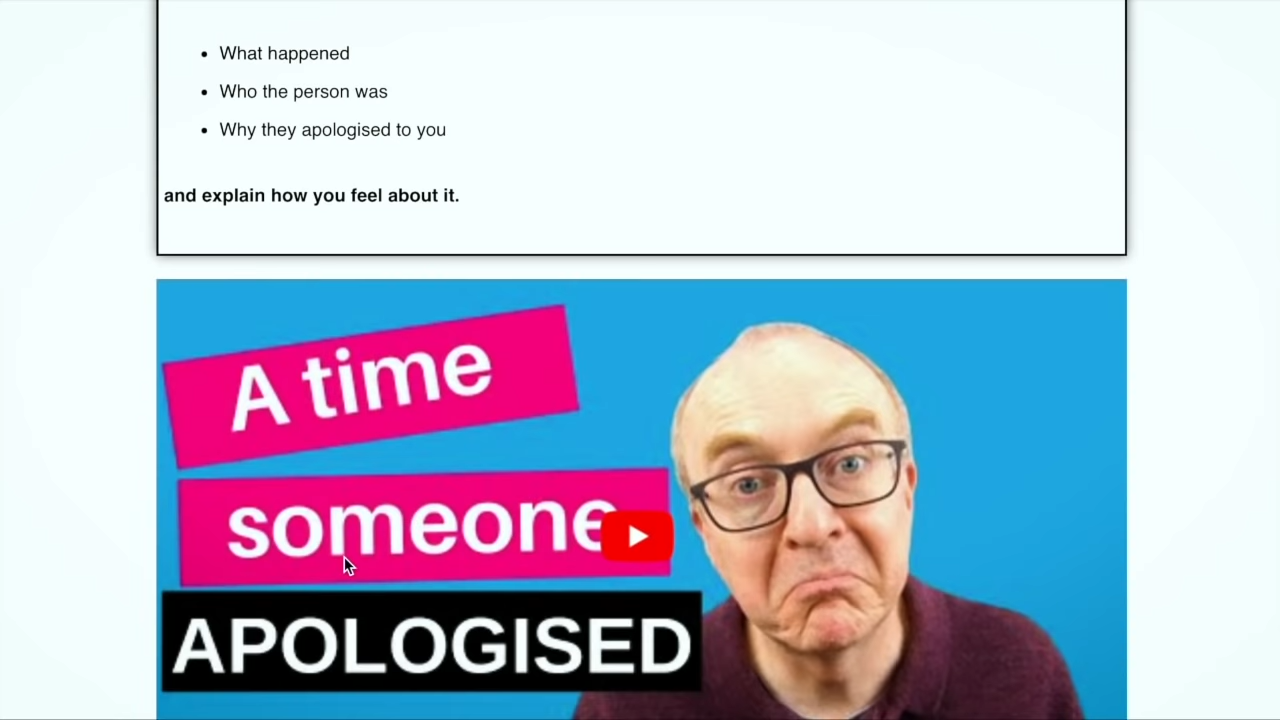 What happened
Who the person was
Why they apologised to you
and explain how you feel about it.
A time
someone
APOLOGISED